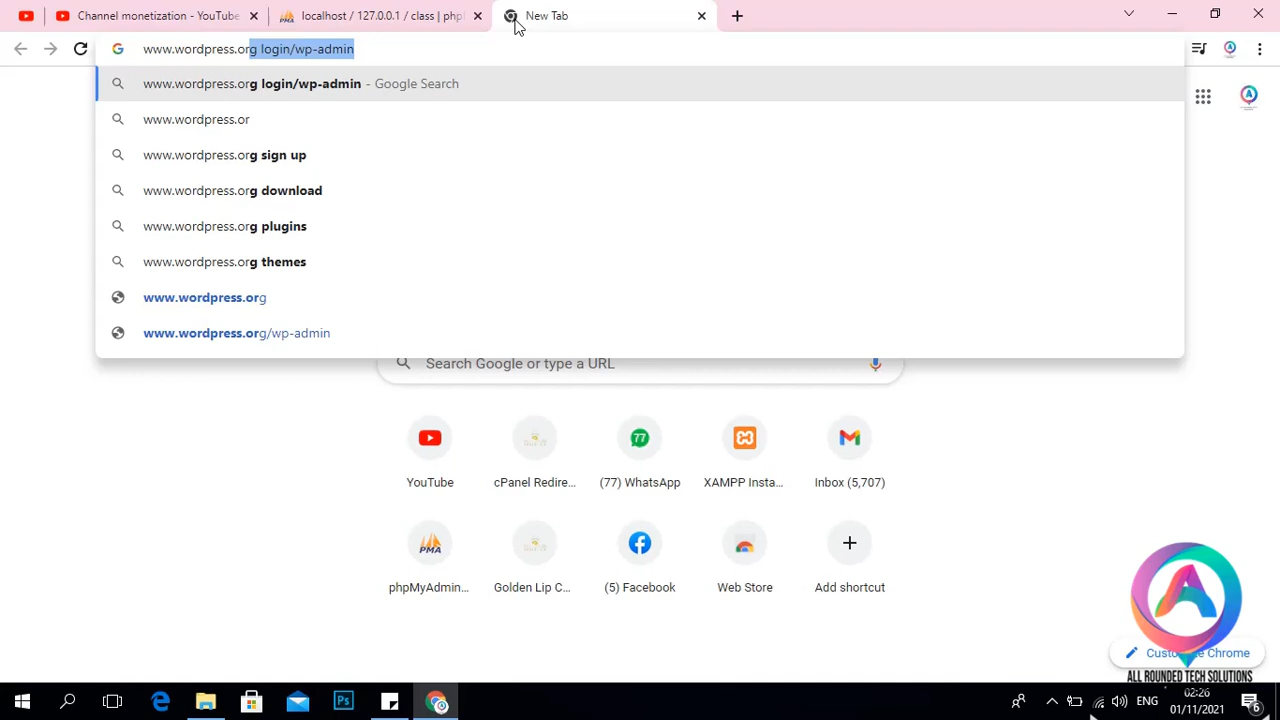 Channel monetization - YouTube
localhost / 127.0.0.1 / class | phpl
New Tab
www.wordpress.org login/wp-admin
www.wordpress.org login/wp-admin - Google Search
www.wordpress.or
www.wordpress.org sign up
www.wordpress.org download
www.wordpress.org plugins
www.wordpress.org themes
www.wordpress.org
www.wordpress.org/wp-admin
Search Google or type a URL
YouTube
cPanel Redire...
(77) WhatsApp
XAMPP Insta...
Inbox (5,707)
phpMyAdmin...
Golden Lip C...
(5) Facebook
Web Store
Add shortcut
ALL ROUNDED TECH SOLUTIONS
ENG
02:26
01/11/2021
6